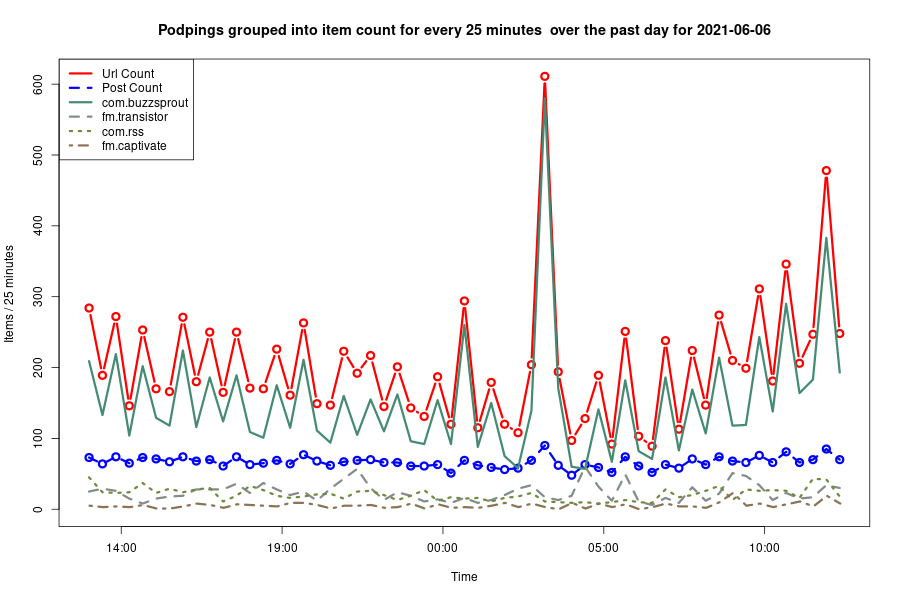 Podpings grouped into item count for every 25 minutes  over the past day for 2021-06-06
Url Count
Post Count
com.buzzsprout
fm.transistor
com.rss
fm.captivate
600
500
400
300
200
100
0
Items / 25 minutes
14:00 19:00 00:00 05:00 10:00
Time